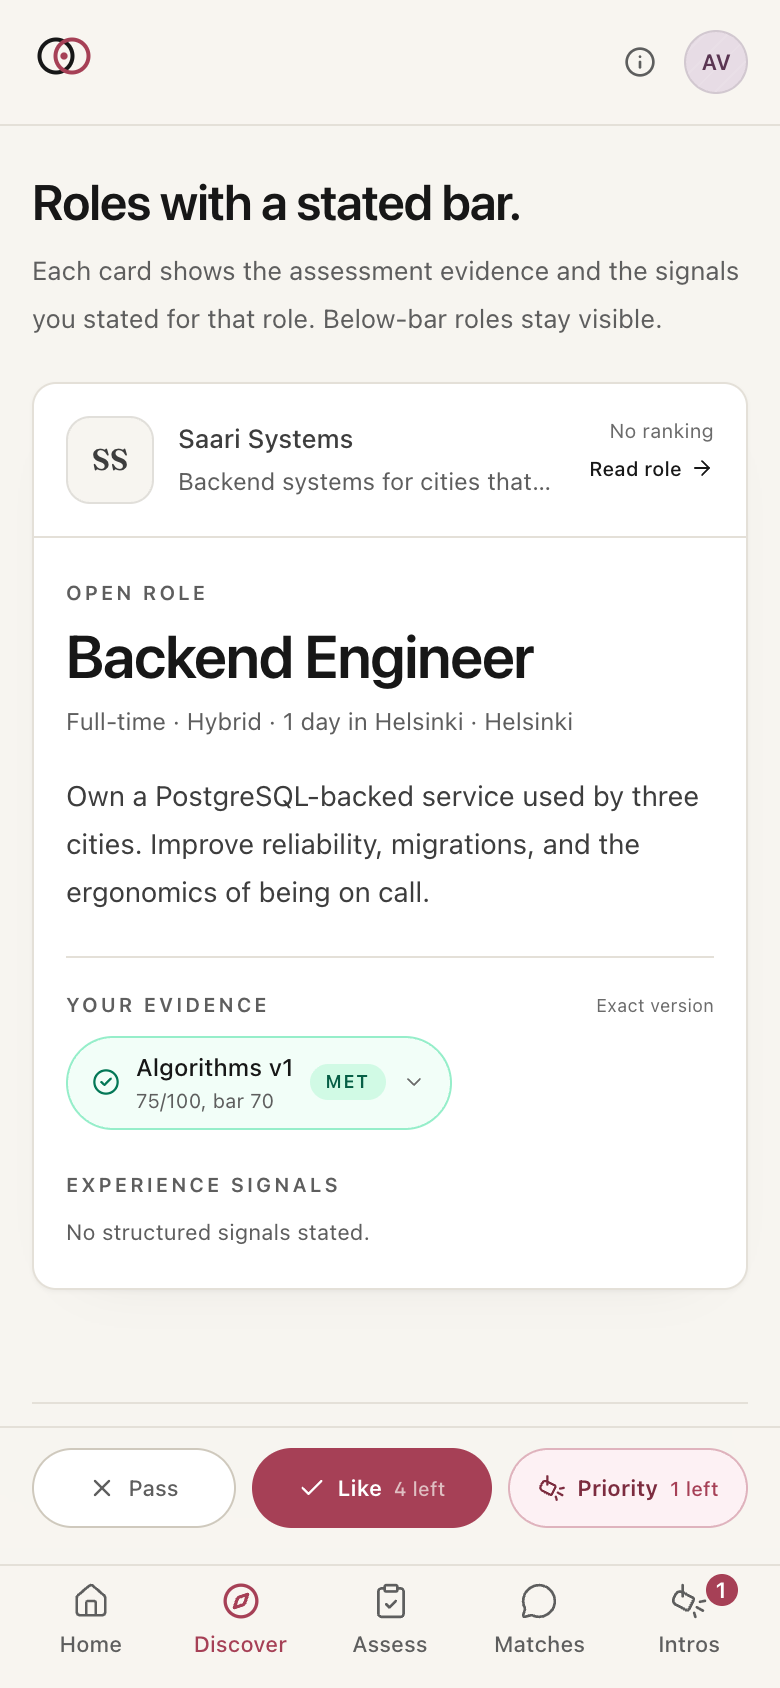 AV
Roles with a stated bar.
Each card shows the assessment evidence and the signals
you stated for that role. Below-bar roles stay visible.
SS
Saari Systems
Backend systems for cities that...
No ranking
Read role →
OPEN ROLE
Backend Engineer
Full-time · Hybrid · 1 day in Helsinki · Helsinki
Own a PostgreSQL-backed service used by three
cities. Improve reliability, migrations, and the
ergonomics of being on call.
YOUR EVIDENCE
Exact version
Algorithms v1
75/100, bar 70
MET
EXPERIENCE SIGNALS
No structured signals stated.
Pass
Like 4 left
Priority 1 left
1
Home
Discover
Assess
Matches
Intros